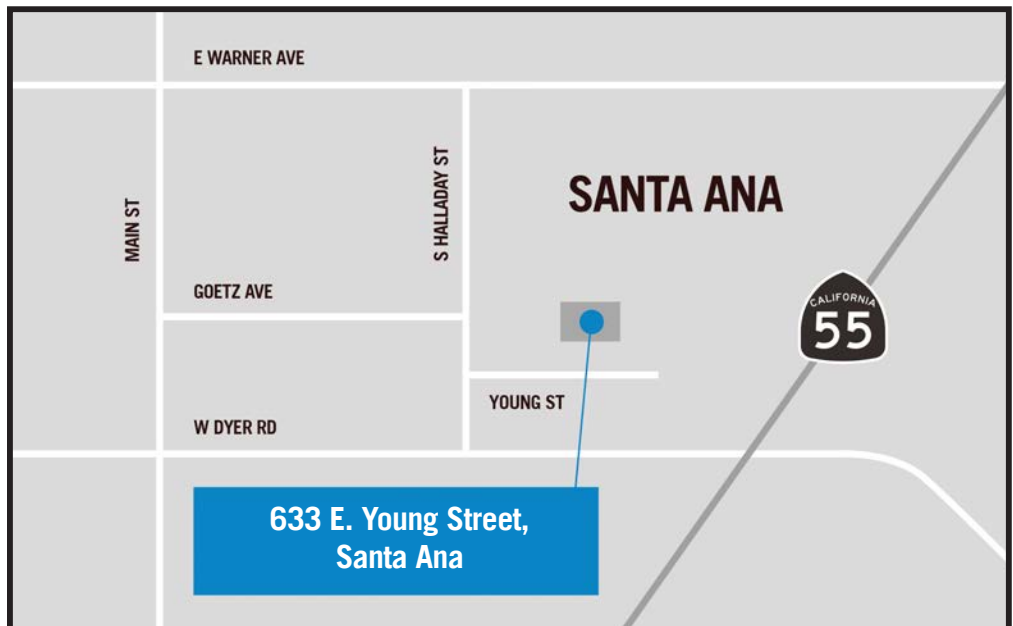 E WARNER AVE
MAIN ST
S HALLADAY ST
SANTA ANA
GOETZ AVE
CALIFORNIA
55
YOUNG ST
W DYER RD
633 E. Young Street,
Santa Ana